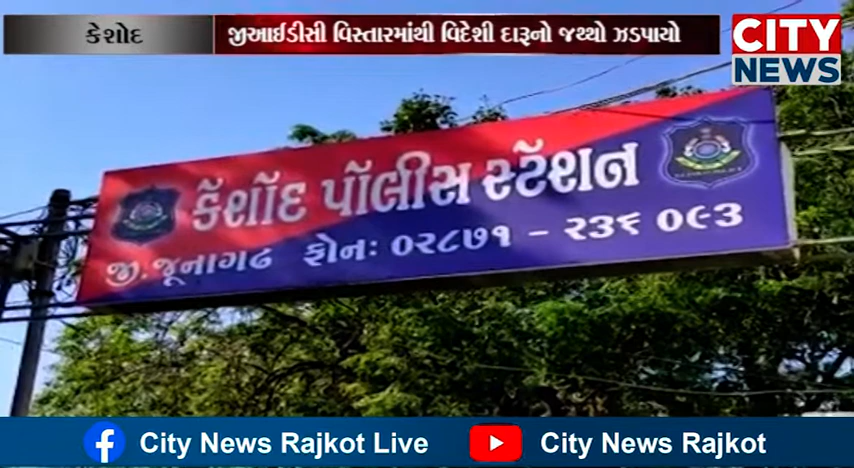 કેશોદ
જીઆઈડીસી વિસ્તારમાંથી વિદેશી દારૂનો જથ્થો ઝડપાયો
CITY
NEWS
કેશોદ પોલીસ સ્ટેશન
જી.જૂનાગઢ ફોન: ૦૨૮૭૧ - ૨૩૬ ૦૯૩
City News Rajkot Live
City News Rajkot